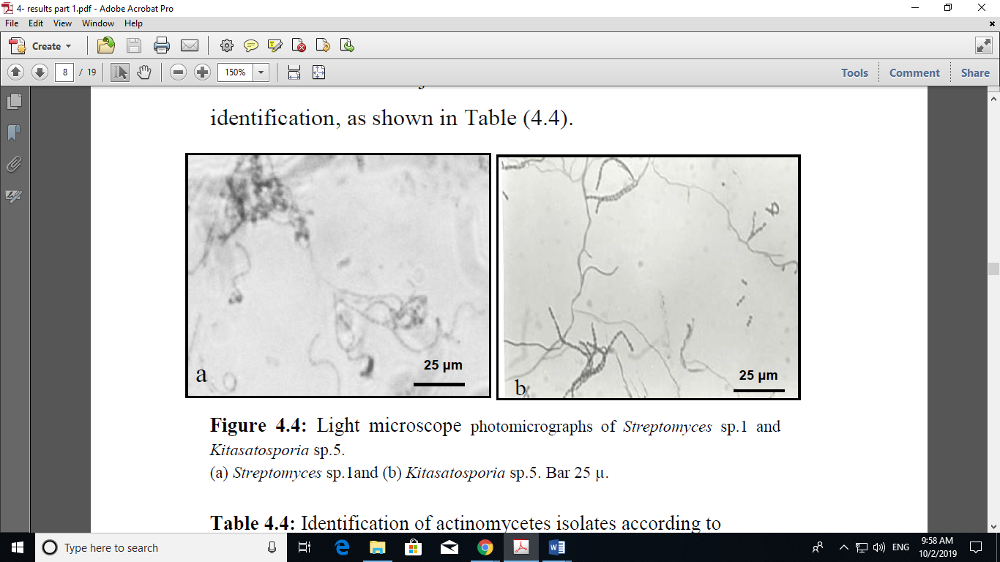 4- results part 1.pdf - Adobe Acrobat Pro
File Edit View Window Help
Create
8 / 19
150%
Tools Comment Share
identification, as shown in Table (4.4).
25 µm
a
25 µm
b
Figure 4.4: Light microscope photomicrographs of Streptomyces sp.1 and
Kitasatosporia sp.5.
(a) Streptomyces sp.1and (b) Kitasatosporia sp.5. Bar 25 µ.
Table 4.4: Identification of actinomycetes isolates according to
Type here to search
ENG
9:58 AM
10/2/2019